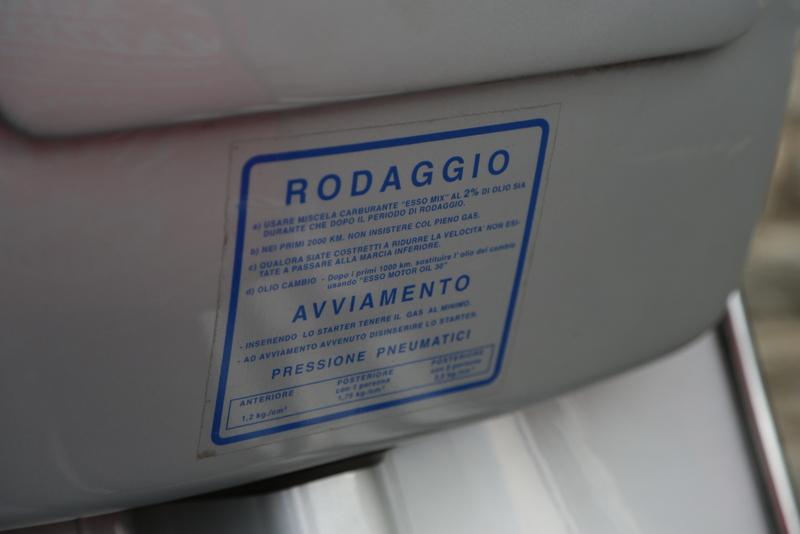 RODAGGIO
a) USARE MISCELA CARBURANTE "ESSO MIX" AL 2% DI OLIO SIA
DURANTE CHE DOPO IL PERIODO DI RODAGGIO.
b) NEI PRIMI 2000 KM. NON INSISTERE COL PIENO GAS.
c) QUALORA SIATE COSTRETTI A RIDURRE LA VELOCITA' NON ESI-
TATE A PASSARE ALLA MARCIA INFERIORE.
d) OLIO CAMBIO - Dopo i primi 1000 km. sostituire l'olio del cambio
usando "ESSO MOTOR OIL 30"
AVVIAMENTO
- INSERENDO LO STARTER TENERE IL GAS AL MINIMO.
- AD AVVIAMENTO AVVENUTO DISINSERIRE LO STARTER.
PRESSIONE PNEUMATICI
ANTERIORE POSTERIORE POSTERIORE
con 1 persona con 2 persone
1,2 kg./cm² 1,75 kg./cm² kg./cm²